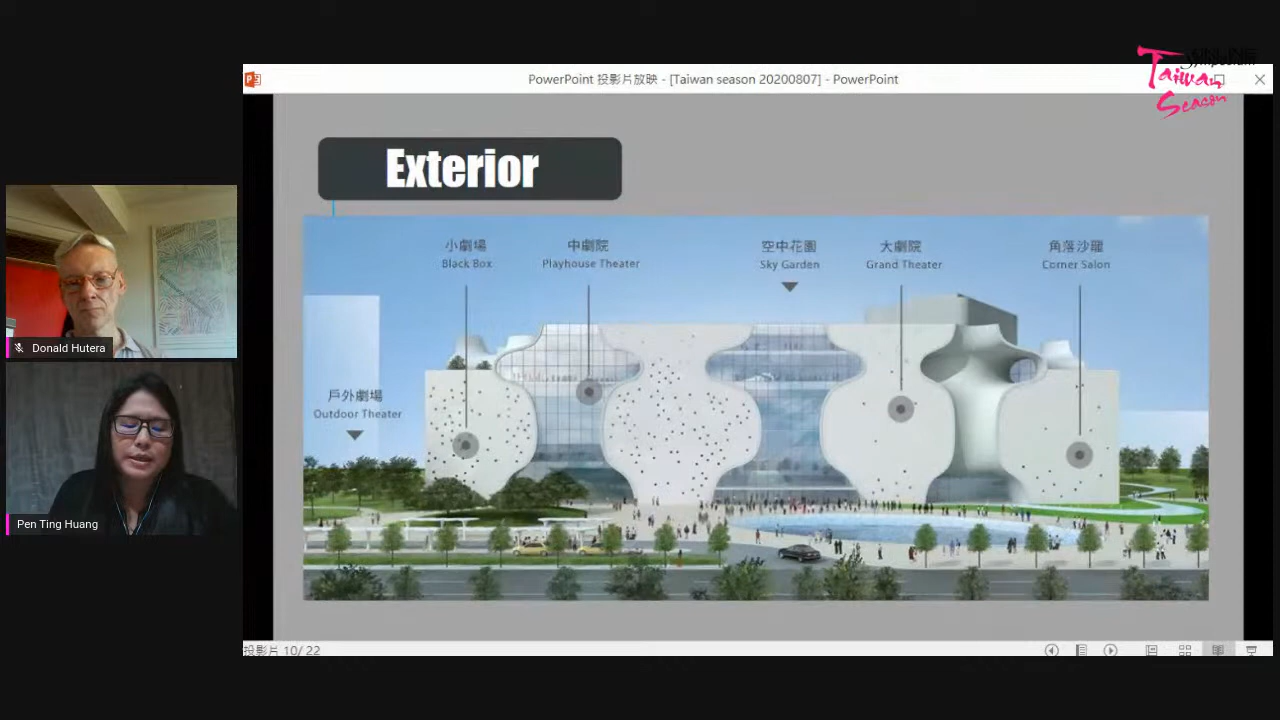 PowerPoint 投影片放映 - [Taiwan season 20200807] - PowerPoint
Taiwan
Season
Exterior
小劇場
Black Box
中劇院
Playhouse Theater
空中花園
Sky Garden
大劇院
Grand Theater
角落沙龍
Corner Salon
戶外劇場
Outdoor Theater
Donald Hutera
Pen Ting Huang
投影片 10/ 22